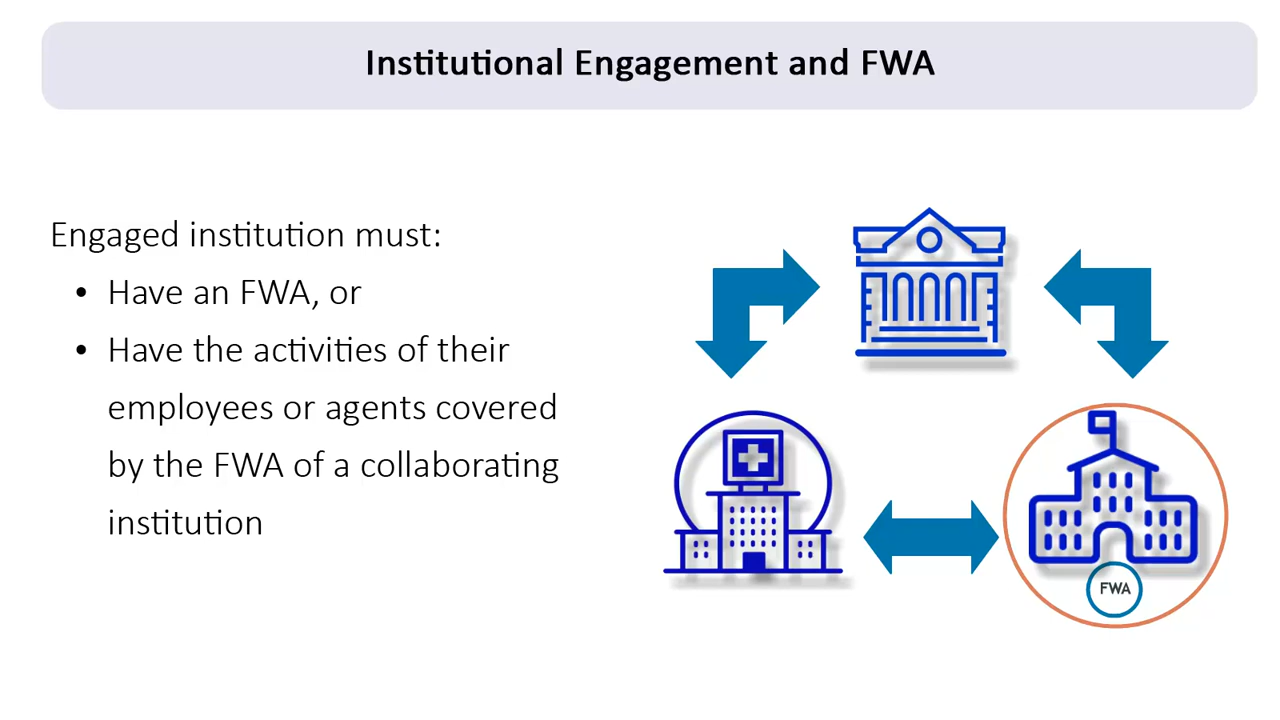 Institutional Engagement and FWA
Engaged institution must:
• Have an FWA, or
• Have the activities of their
employees or agents covered
by the FWA of a collaborating
institution
FWA